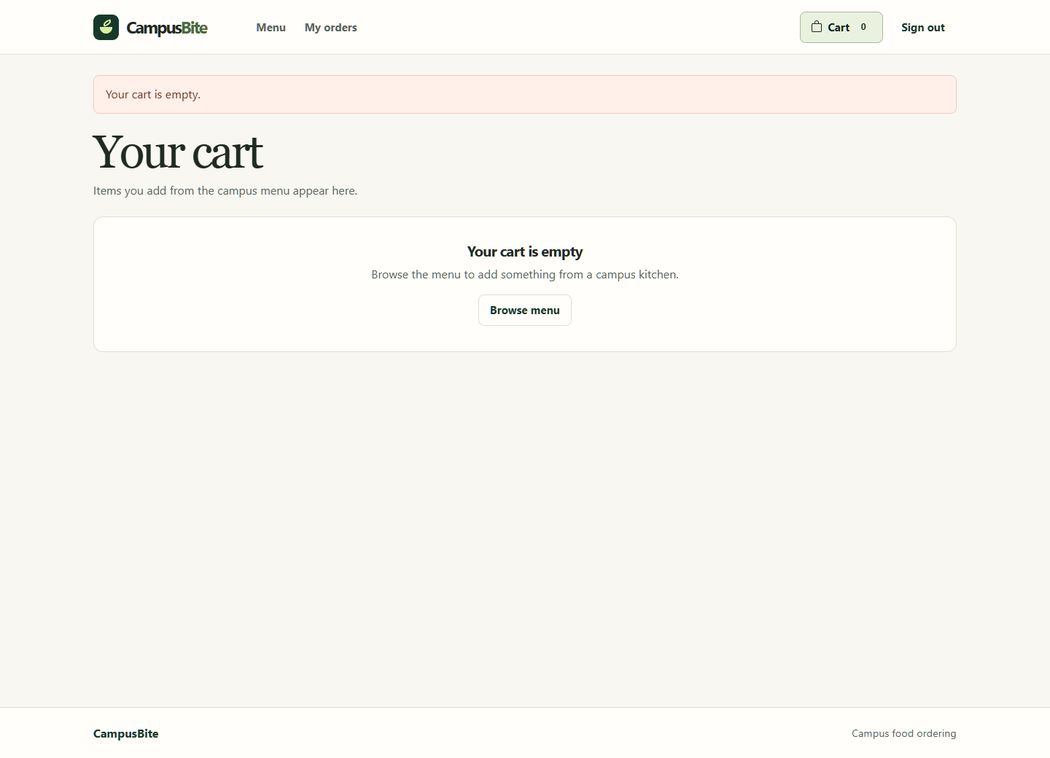 CampusBite
Menu
My orders
Cart 0
Sign out
Your cart is empty.
Your cart
Items you add from the campus menu appear here.
Your cart is empty
Browse the menu to add something from a campus kitchen.
Browse menu
CampusBite
Campus food ordering